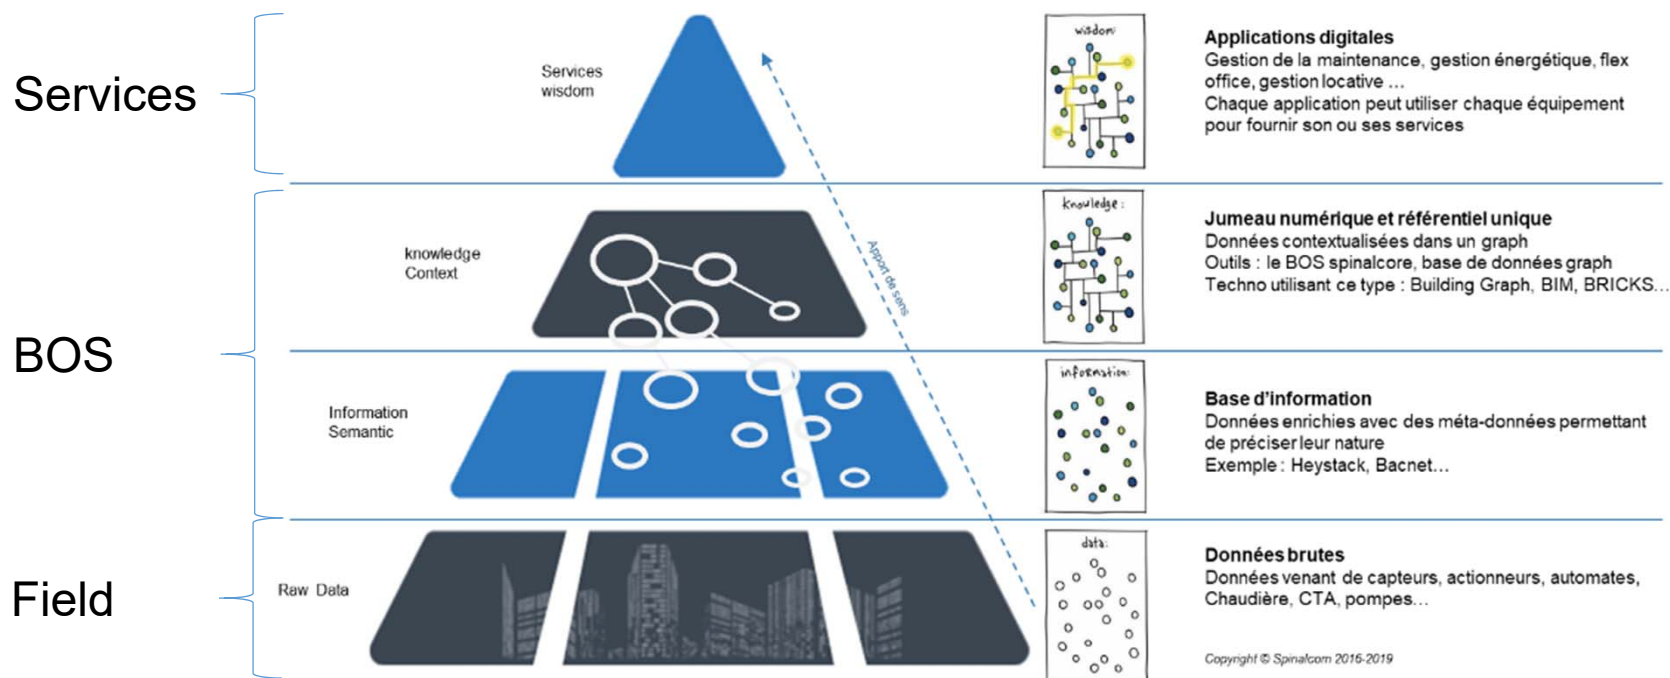 Services
Services
wisdom
wisdom:
Applications digitales
Gestion de la maintenance, gestion énergétique, flex
office, gestion locative ...
Chaque application peut utiliser chaque équipement
pour fournir son ou ses services
BOS
knowledge
Context
Apport de sens
knowledge:
Jumeau numérique et référentiel unique
Données contextualisées dans un graph
Outils : le BOS spinalcore, base de données graph
Techno utilisant ce type : Building Graph, BIM, BRICKS...
Information
Semantic
information:
Base d'information
Données enrichies avec des méta-données permettant
de préciser leur nature
Exemple : Heystack, Bacnet...
Field
Raw Data
data:
Données brutes
Données venant de capteurs, actionneurs, automates,
Chaudière, CTA, pompes...
Copyright © Spinalcom 2016-2019